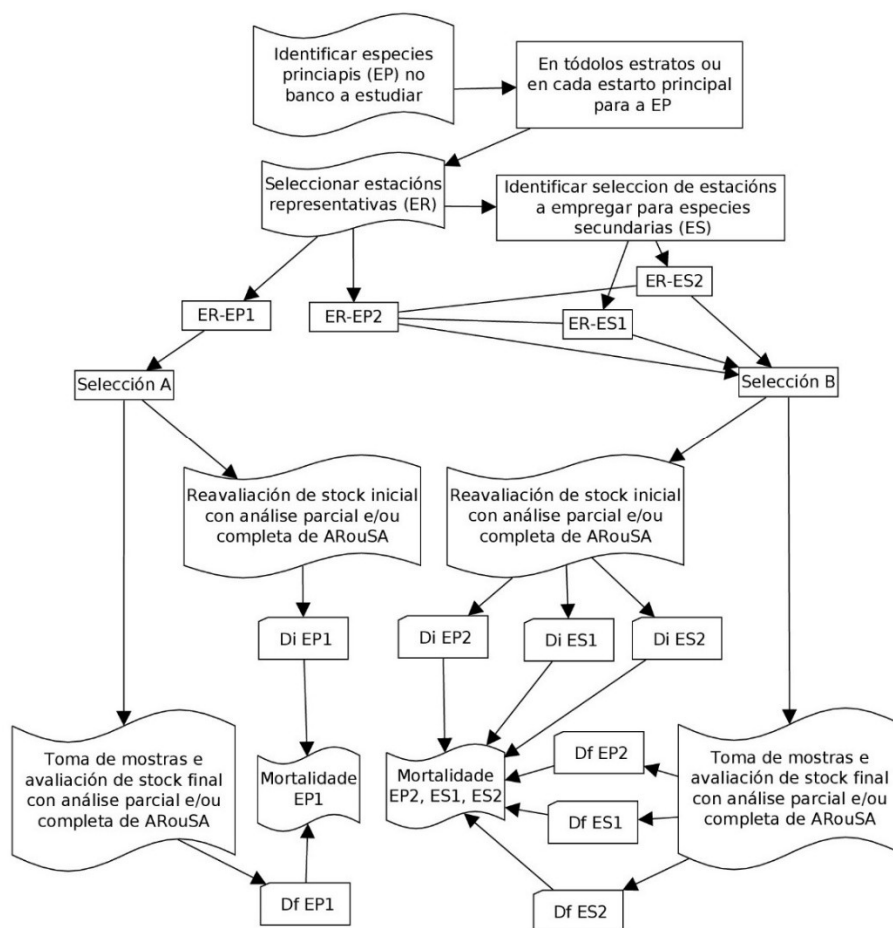 Identificar especies
princiapis (EP) no
banco a estudiar
En tódolos estratos ou
en cada estarto principal
para a EP
Seleccionar estacións
representativas (ER)
Identificar seleccion de estacións
a empregar para especies
secundarias (ES)
ER-ES2
ER-EP1
ER-EP2
ER-ES1
Selección A
Selección B
Reavaliación de stock inicial
con análise parcial e/ou
completa de ARouSA
Reavaliación de stock inicial
con análise parcial e/ou
completa de ARouSA
Di EP1
Di EP2
Di ES1
Di ES2
Toma de mostras e
avaliación de stock final
con análise parcial e/ou
completa de ARouSA
Mortalidade
EP1
Mortalidade
EP2, ES1, ES2
Df EP2
Df ES1
Toma de mostras e
avaliación de stock final
con análise parcial e/ou
completa de ARouSA
Df EP1
Df ES2